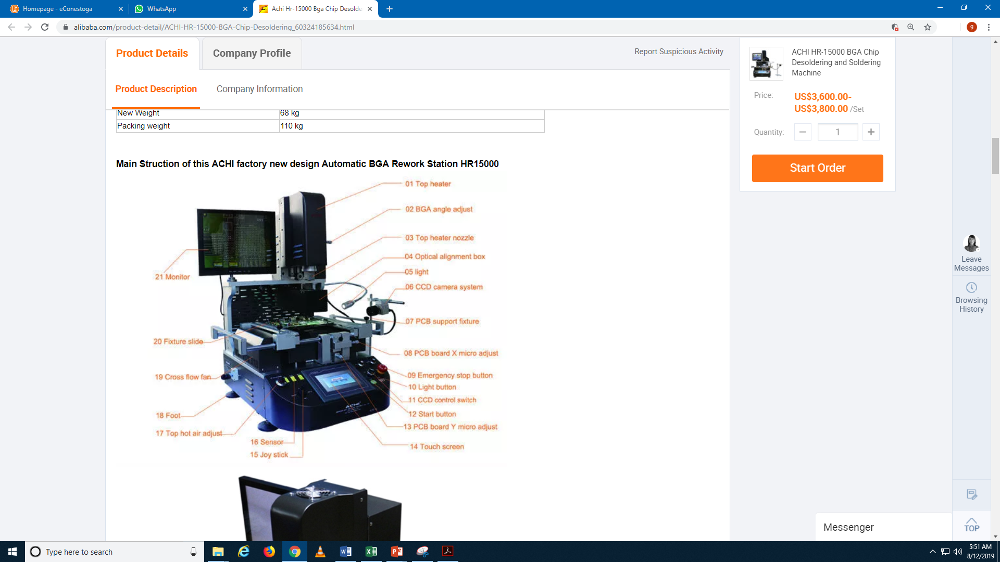 Homepage - eConestoga
WhatsApp
Achi Hr-15000 Bga Chip Desolde
alibaba.com/product-detail/ACHI-HR-15000-BGA-Chip-Desoldering_60324185634.html
g
Product Details
Company Profile
Report Suspicious Activity
Product Description
Company Information
New Weight 68 kg
Packing weight 110 kg
Main Struction of this ACHI factory new design Automatic BGA Rework Station HR15000
01 Top heater
02 BGA angle adjust
03 Top heater nozzle
04 Optical alignment box
05 light
06 CCD camera system
07 PCB support fixture
08 PCB board X micro adjust
09 Emergency stop button
10 Light button
11 CCD control switch
12 Start button
13 PCB board Y micro adjust
14 Touch screen
15 Joy stick
16 Sensor
17 Top hot air adjust
18 Foot
19 Cross flow fan
20 Fixture slide
21 Monitor
ACHI
ACHI HR-15000 BGA Chip
Desoldering and Soldering
Machine
Price:
US$3,600.00-
US$3,800.00 /Set
Quantity:
1
Start Order
Leave
Messages
Browsing
History
Messenger
TOP
Type here to search
5:51 AM
8/12/2019